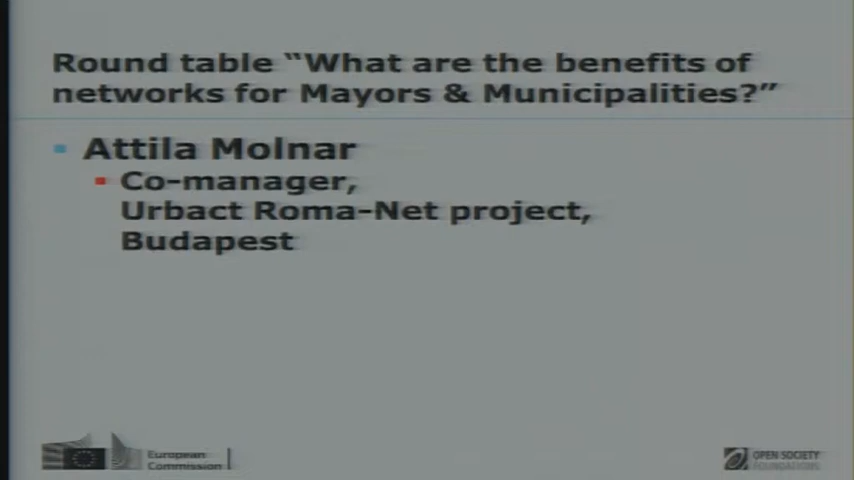 Round table “What are the benefits of
networks for Mayors & Municipalities?”
Attila Molnar
Co-manager,
Urbact Roma-Net project,
Budapest
European
Commission
OPEN SOCIETY
FOUNDATIONS